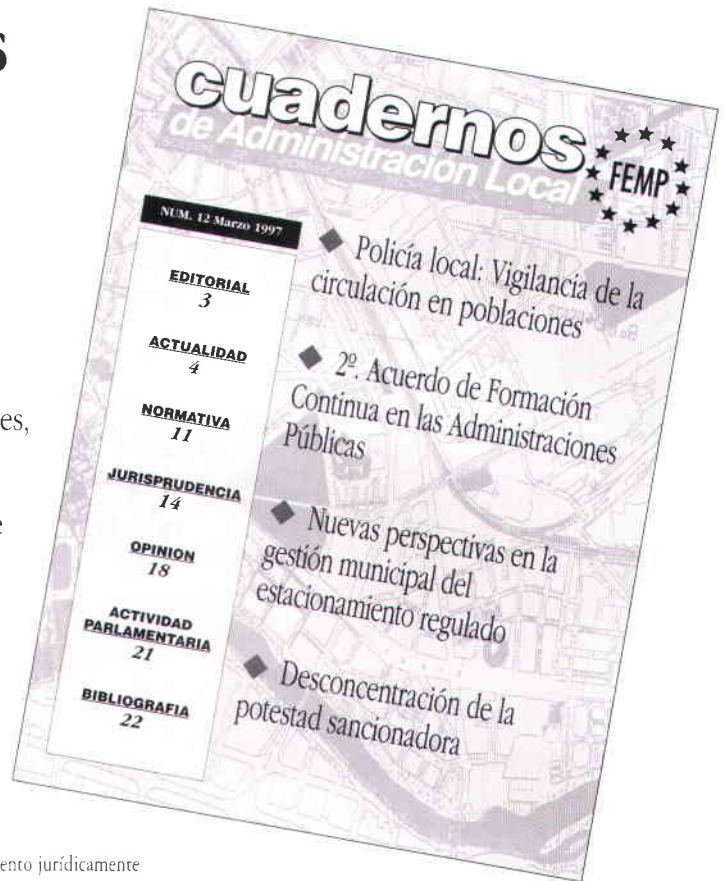 s
cuadernos
de Administración Local
FEMP
NUM. 12 Marzo 1997
EDITORIAL
3
ACTUALIDAD
4
NORMATIVA
11
JURISPRUDENCIA
14
OPINION
18
ACTIVIDAD
PARLAMENTARIA
21
BIBLIOGRAFIA
22
◆ Policía local: Vigilancia de la
circulación en poblaciones
◆ 2º. Acuerdo de Formación
Continua en las Administraciones
Públicas
◆ Nuevas perspectivas en la
gestión municipal del
estacionamiento regulado
◆ Desconcentración de la
potestad sancionadora
es,
e
ento jurídicamente